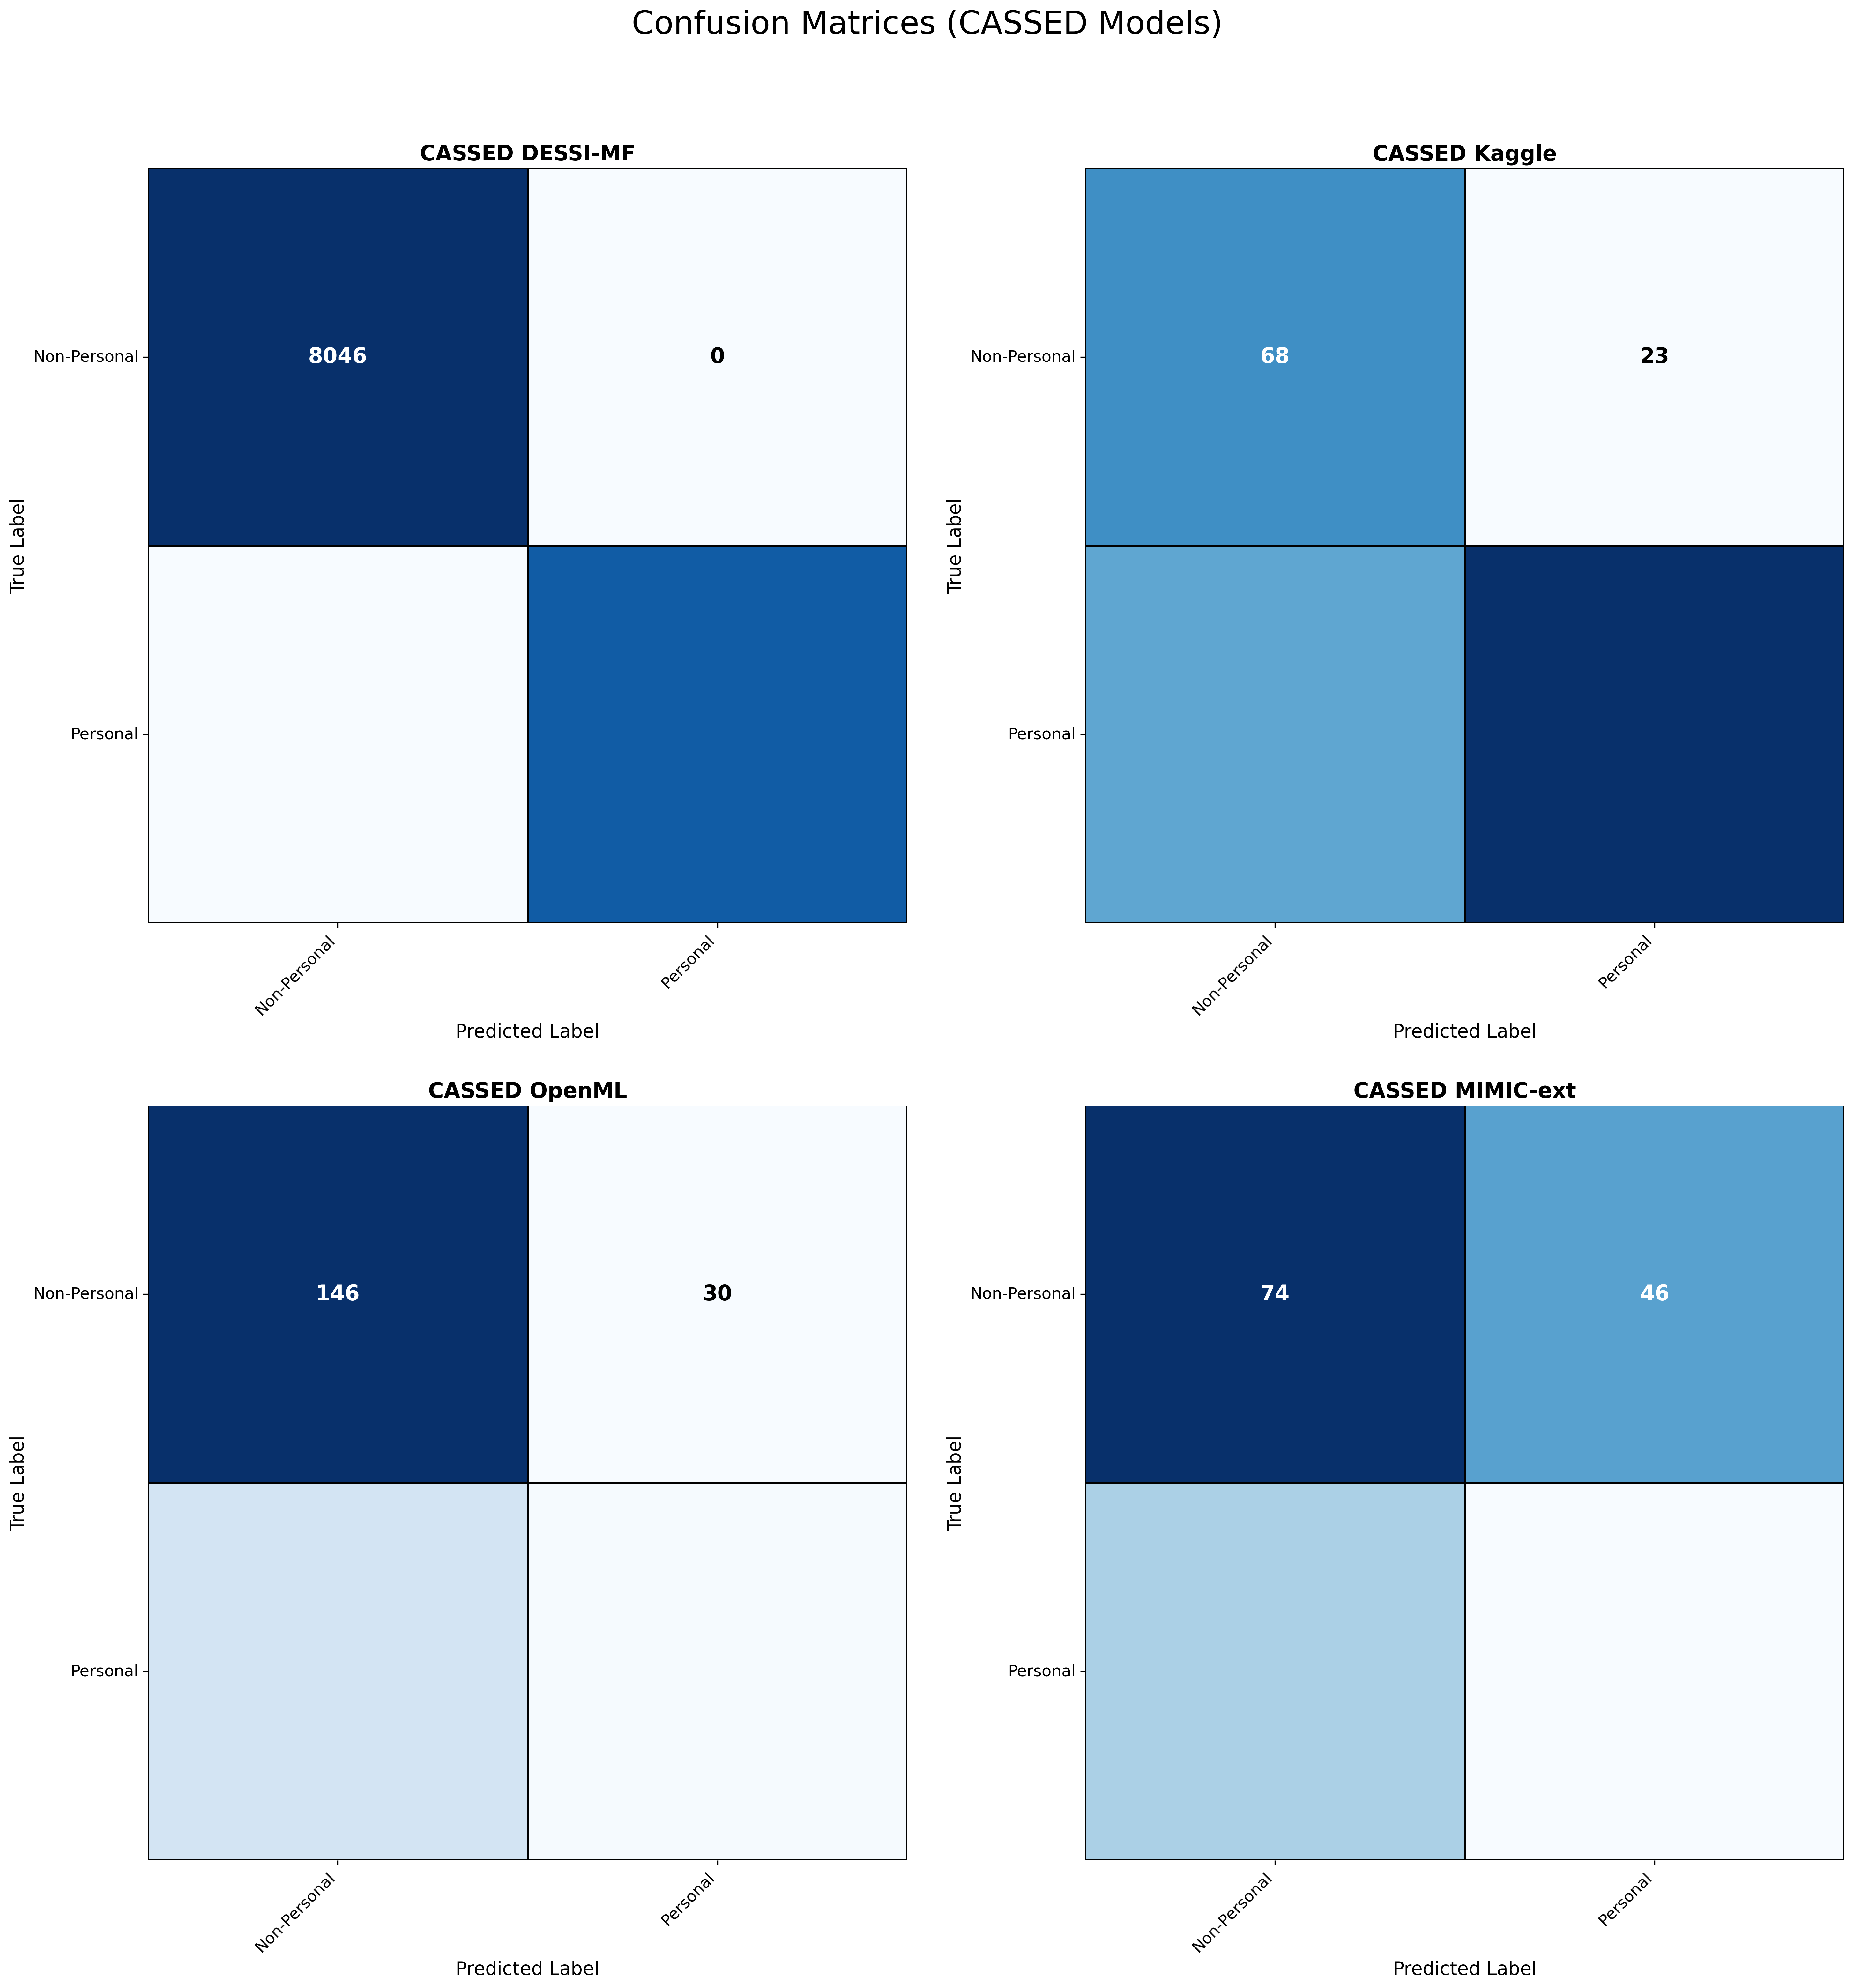 Confusion Matrices (CASSED Models)
CASSED DESSI-MF
True Label
Non-Personal
8046
0
Personal
Non-Personal
Personal
Predicted Label
CASSED Kaggle
True Label
Non-Personal
68
23
Personal
Non-Personal
Personal
Predicted Label
CASSED OpenML
True Label
Non-Personal
146
30
Personal
Non-Personal
Personal
Predicted Label
CASSED MIMIC-ext
True Label
Non-Personal
74
46
Personal
Non-Personal
Personal
Predicted Label